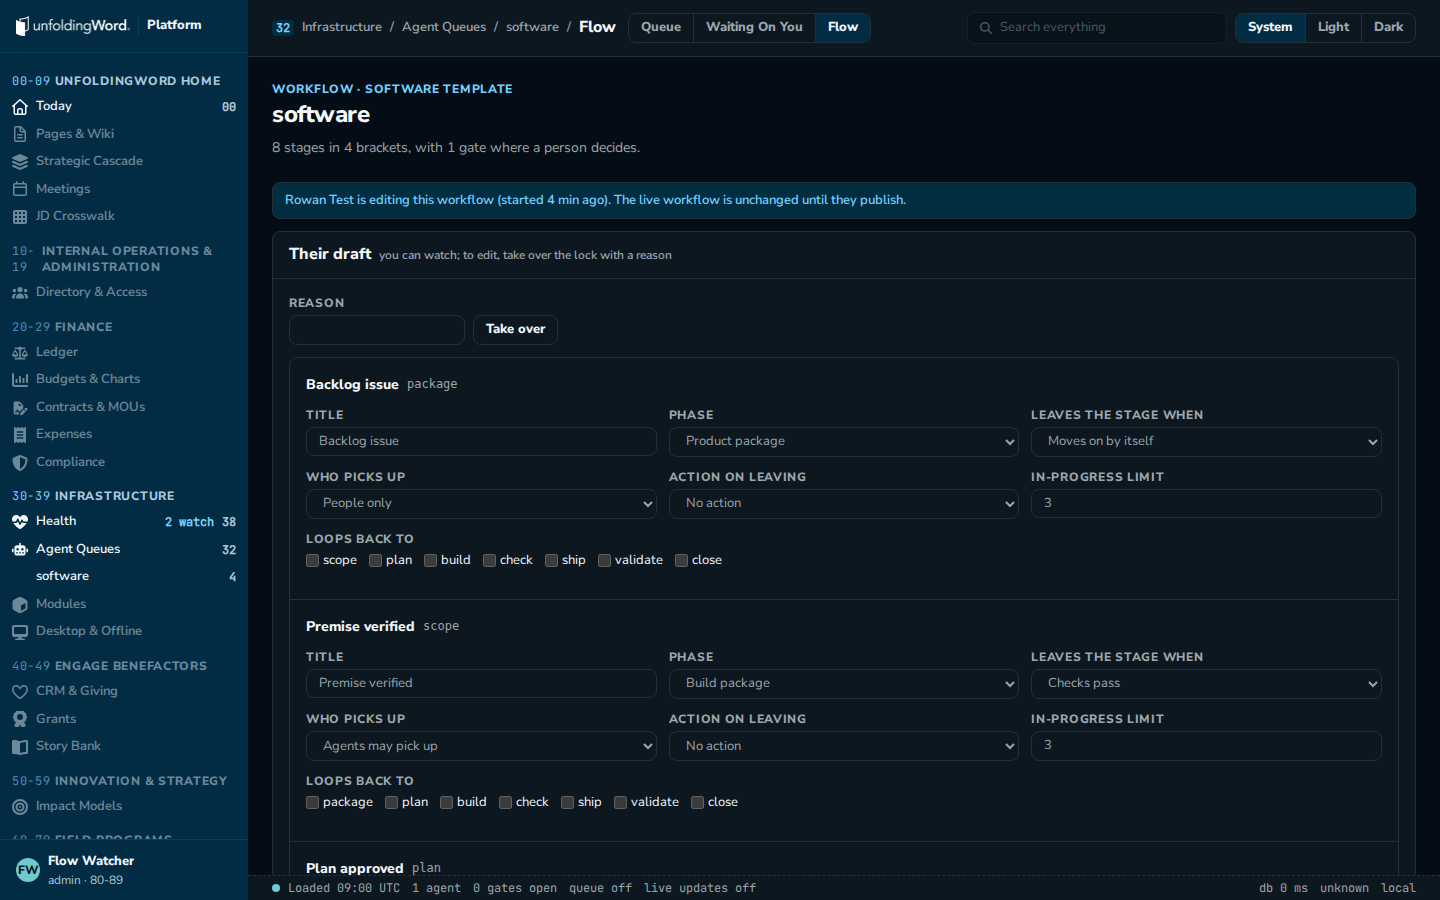 unfoldingWord. Platform
00-09 UNFOLDINGWORD HOME
Today 00
Pages & Wiki
Strategic Cascade
Meetings
JD Crosswalk
10-19 INTERNAL OPERATIONS & ADMINISTRATION
Directory & Access
20-29 FINANCE
Ledger
Budgets & Charts
Contracts & MOUs
Expenses
Compliance
30-39 INFRASTRUCTURE
Health 2 watch 38
Agent Queues 32
software 4
Modules
Desktop & Offline
40-49 ENGAGE BENEFACTORS
CRM & Giving
Grants
Story Bank
50-59 INNOVATION & STRATEGY
Impact Models
FW Flow Watcher
admin · 80-89
32 Infrastructure / Agent Queues / software / Flow Queue Waiting On You Flow
Search everything System Light Dark
WORKFLOW · SOFTWARE TEMPLATE
software
8 stages in 4 brackets, with 1 gate where a person decides.
Rowan Test is editing this workflow (started 4 min ago). The live workflow is unchanged until they publish.
Their draft you can watch; to edit, take over the lock with a reason
REASON
Take over
Backlog issue package
TITLE PHASE LEAVES THE STAGE WHEN
Backlog issue Product package Moves on by itself
WHO PICKS UP ACTION ON LEAVING IN-PROGRESS LIMIT
People only No action 3
LOOPS BACK TO
scope plan build check ship validate close
Premise verified scope
TITLE PHASE LEAVES THE STAGE WHEN
Premise verified Build package Checks pass
WHO PICKS UP ACTION ON LEAVING IN-PROGRESS LIMIT
Agents may pick up No action 3
LOOPS BACK TO
package plan build check ship validate close
Plan approved plan
Loaded 09:00 UTC 1 agent 0 gates open queue off live updates off db 0 ms unknown local